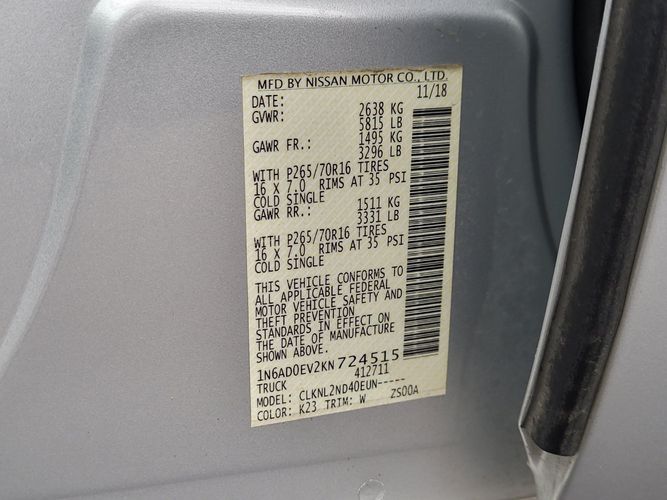 MFD BY NISSAN MOTOR CO., LTD.
DATE: 11/18
GVWR: 2638 KG
5815 LB
GAWR FR.: 1495 KG
3296 LB
WITH P265/70R16 TIRES
16 X 7.0 RIMS AT 35 PSI
COLD SINGLE
GAWR RR.: 1511 KG
3331 LB
WITH P265/70R16 TIRES
16 X 7.0 RIMS AT 35 PSI
COLD SINGLE
THIS VEHICLE CONFORMS TO
ALL APPLICABLE FEDERAL
MOTOR VEHICLE SAFETY AND
THEFT PREVENTION
STANDARDS IN EFFECT ON
THE DATE OF MANUFACTURE
SHOWN ABOVE.
1N6AD0EV2KN724515
TRUCK 412711
MODEL: CLKNL2ND40EUN-----
COLOR: K23 TRIM: W ZS00A